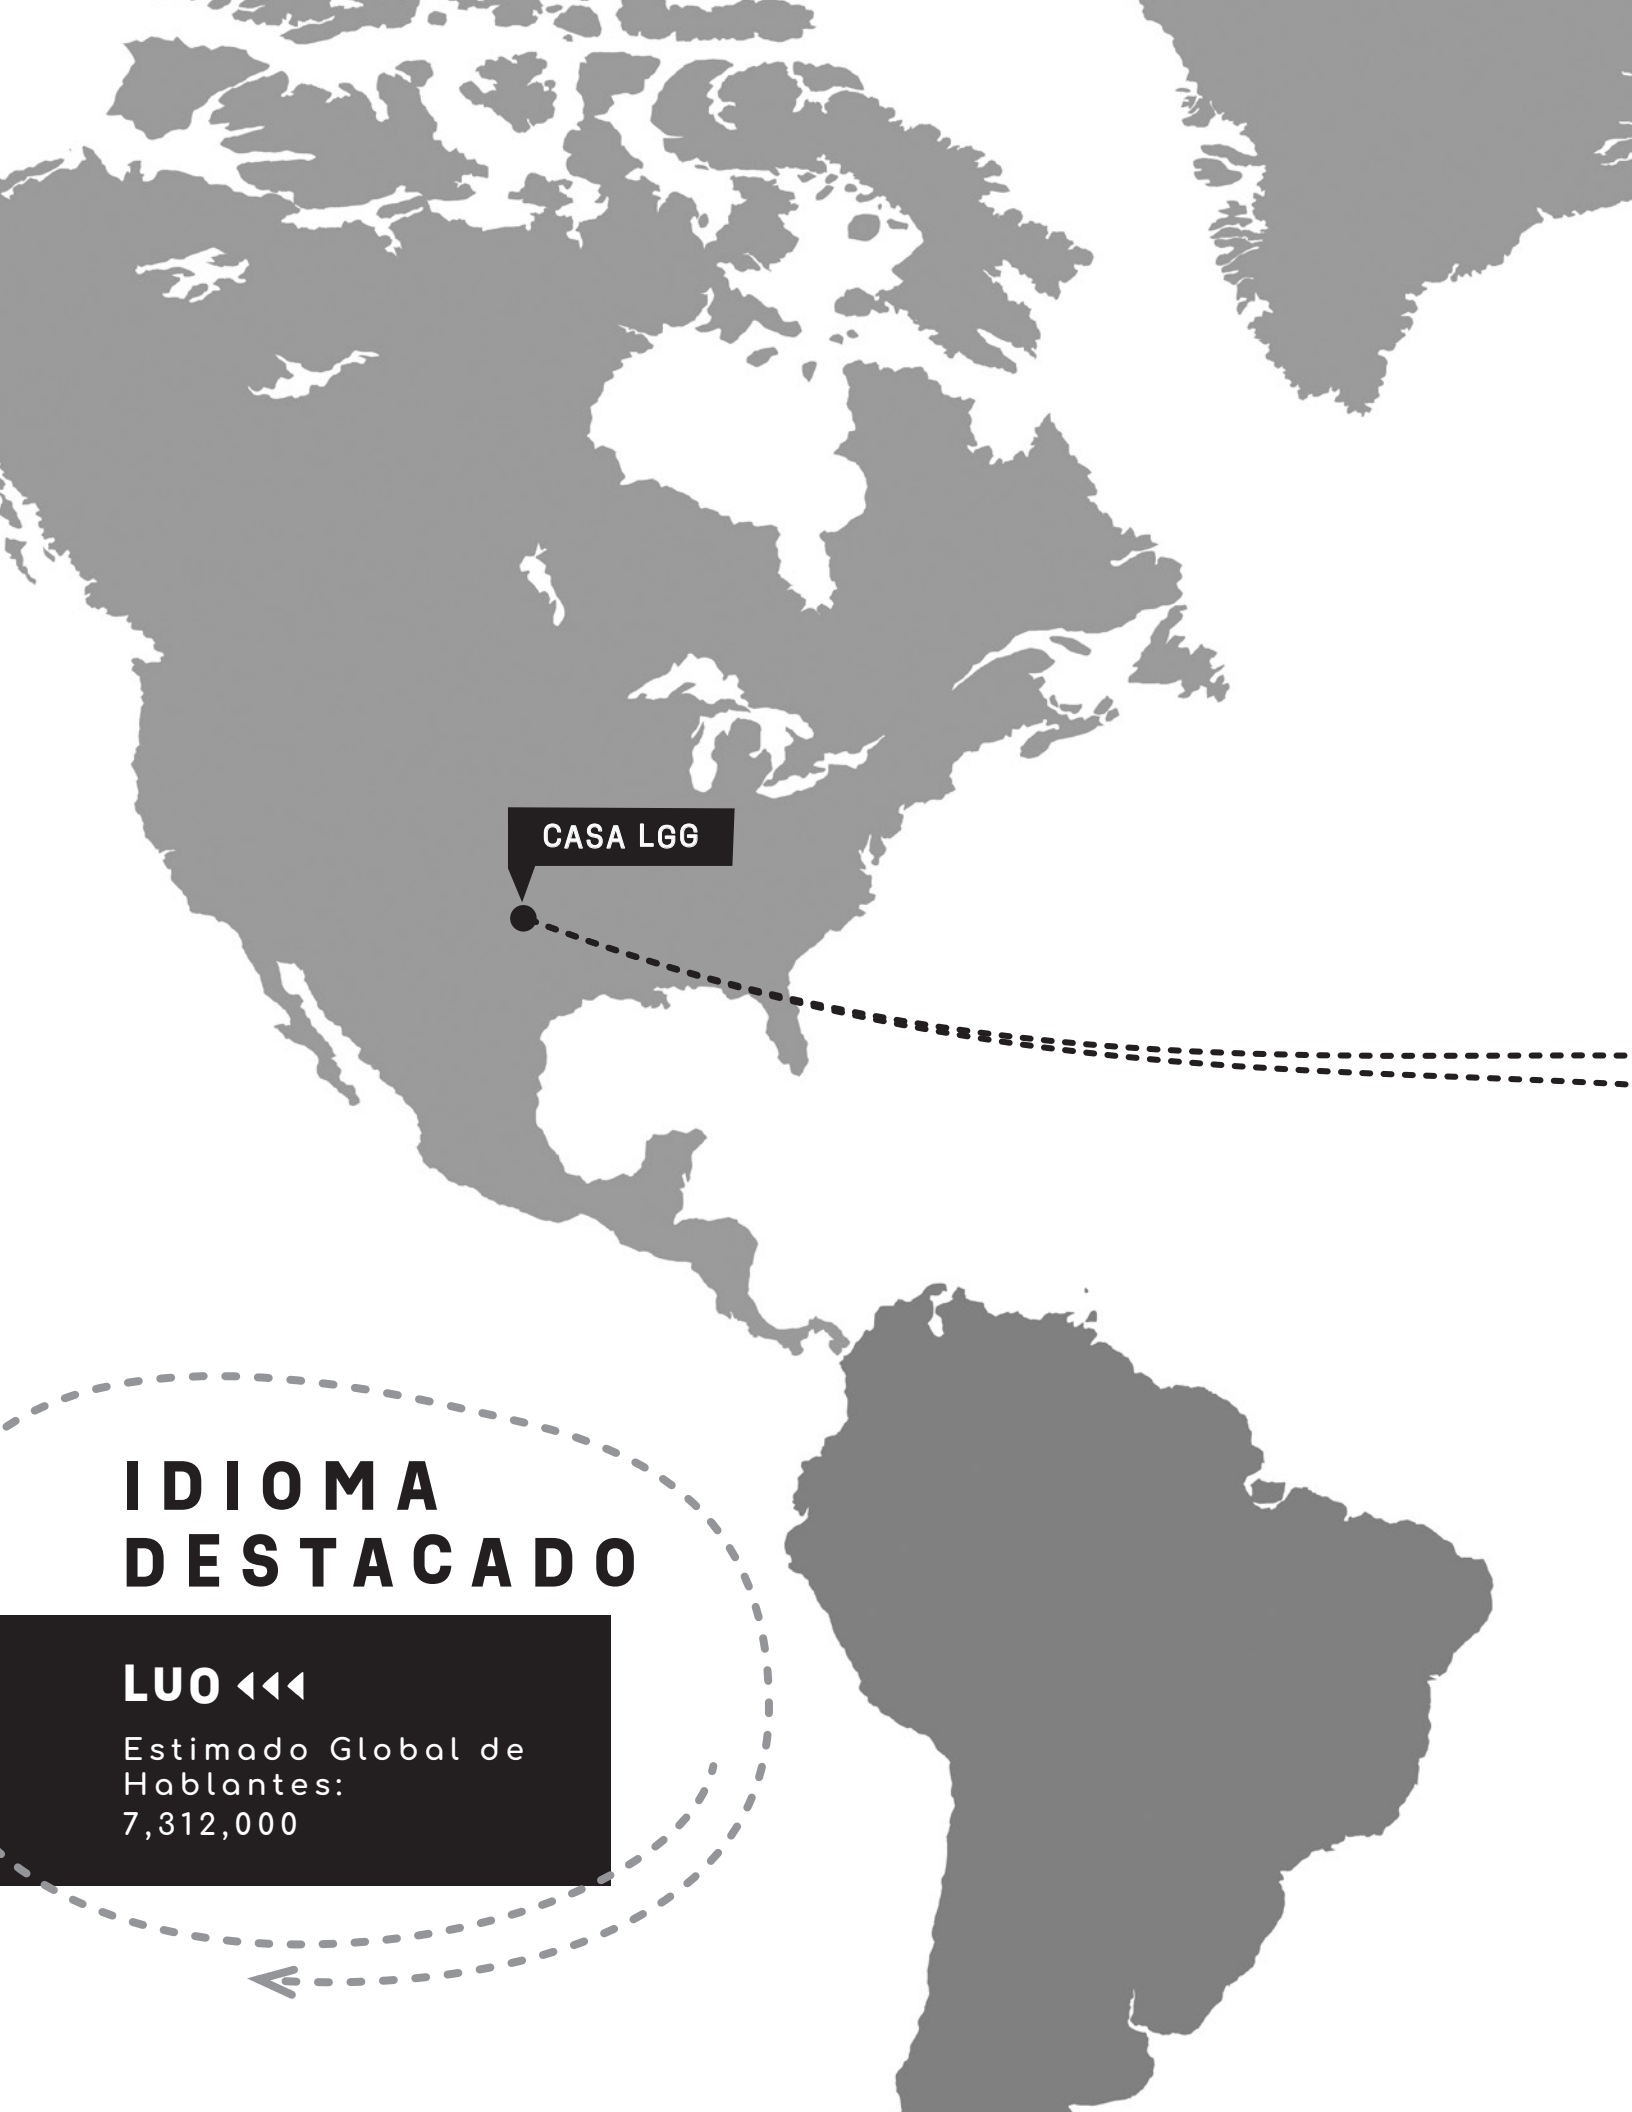 CASA LGG
IDIOMA
DESTACADO
LUO
Estimado Global de
Hablantes:
7,312,000